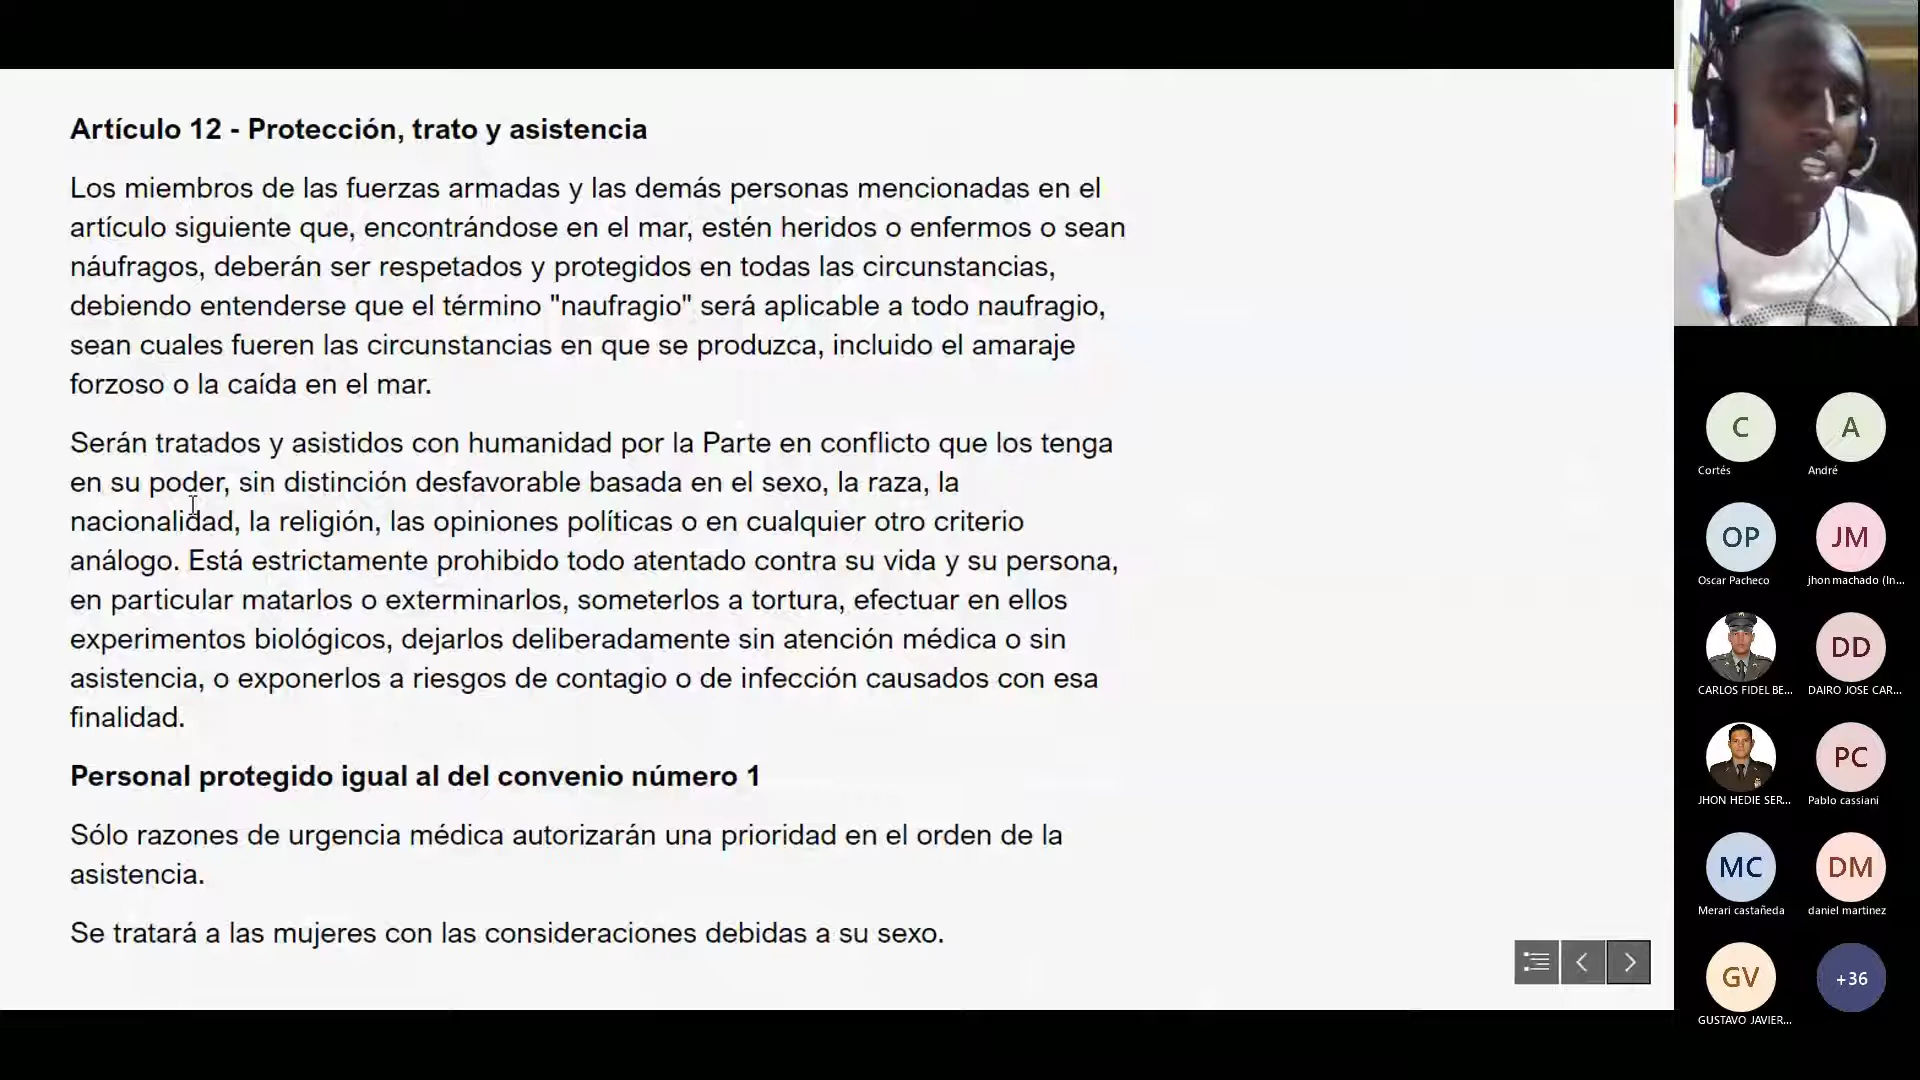 Artículo 12 - Protección, trato y asistencia
Los miembros de las fuerzas armadas y las demás personas mencionadas en el
artículo siguiente que, encontrándose en el mar, estén heridos o enfermos o sean
náufragos, deberán ser respetados y protegidos en todas las circunstancias,
debiendo entenderse que el término "naufragio" será aplicable a todo naufragio,
sean cuales fueren las circunstancias en que se produzca, incluido el amaraje
forzoso o la caída en el mar.
Serán tratados y asistidos con humanidad por la Parte en conflicto que los tenga
en su poder, sin distinción desfavorable basada en el sexo, la raza, la
nacionalidad, la religión, las opiniones políticas o en cualquier otro criterio
análogo. Está estrictamente prohibido todo atentado contra su vida y su persona,
en particular matarlos o exterminarlos, someterlos a tortura, efectuar en ellos
experimentos biológicos, dejarlos deliberadamente sin atención médica o sin
asistencia, o exponerlos a riesgos de contagio o de infección causados con esa
finalidad.
Personal protegido igual al del convenio número 1
Sólo razones de urgencia médica autorizarán una prioridad en el orden de la
asistencia.
Se tratará a las mujeres con las consideraciones debidas a su sexo.
C
A
Cortés
André
OP
JM
Oscar Pacheco
jhon machado (In...
DD
CARLOS FIDEL BE...
DAIRO JOSE CAR...
PC
JHON HEDIE SER...
Pablo cassiani
MC
DM
Merari castañeda
daniel martinez
GV
+36
GUSTAVO JAVIER...